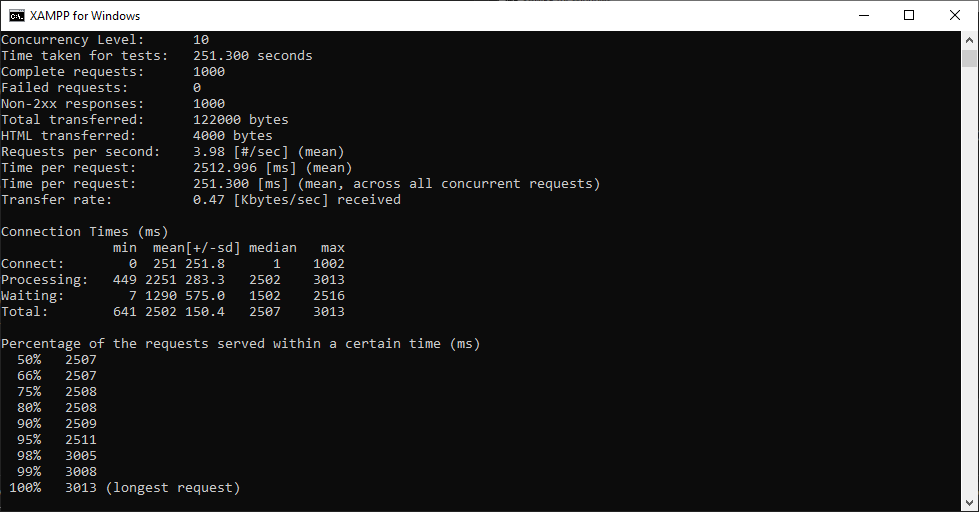 XAMPP for Windows
Concurrency Level:      10
Time taken for tests:   251.300 seconds
Complete requests:      1000
Failed requests:        0
Non-2xx responses:      1000
Total transferred:      122000 bytes
HTML transferred:       4000 bytes
Requests per second:    3.98 [#/sec] (mean)
Time per request:       2512.996 [ms] (mean)
Time per request:       251.300 [ms] (mean, across all concurrent requests)
Transfer rate:          0.47 [Kbytes/sec] received

Connection Times (ms)
              min  mean[+/-sd] median   max
Connect:        0  251 251.8      1    1002
Processing:   449 2251 283.3   2502    3013
Waiting:        7 1290 575.0   1502    2516
Total:        641 2502 150.4   2507    3013

Percentage of the requests served within a certain time (ms)
  50%   2507
  66%   2507
  75%   2508
  80%   2508
  90%   2509
  95%   2511
  98%   3005
  99%   3008
 100%   3013 (longest request)